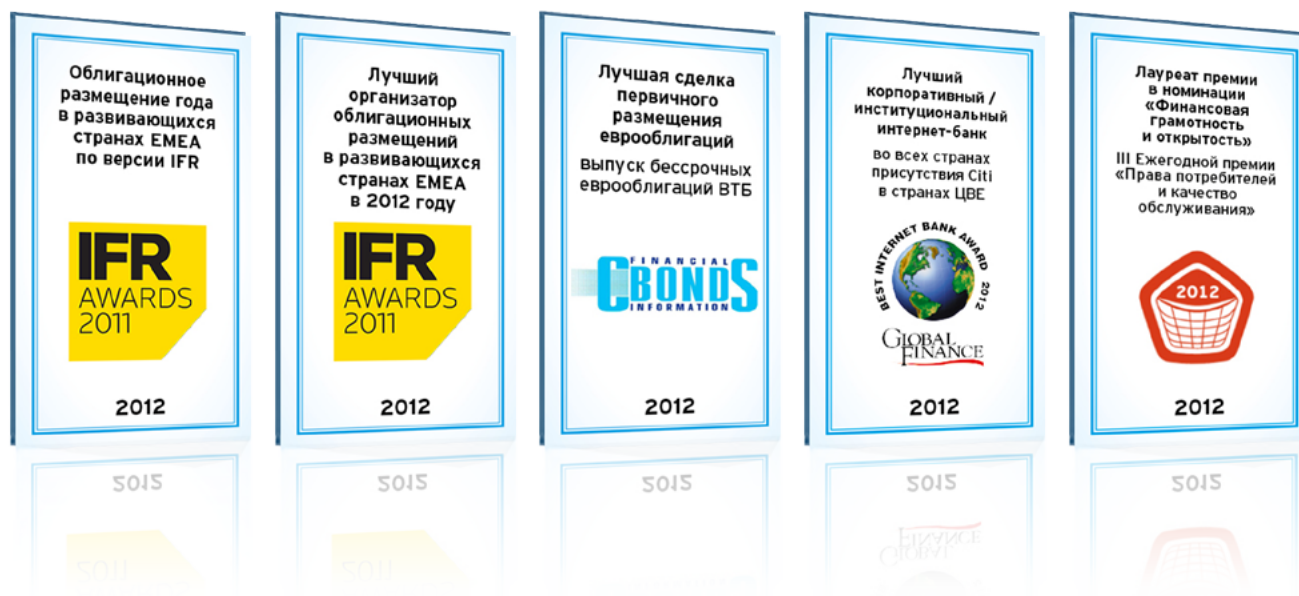 Облигационное
размещение года
в развивающихся
странах EMEA
по версии IFR
IFR
AWARDS
2011
2012
Лучший
организатор
облигационных
размещений
в развивающихся
странах EMEA
в 2012 году
IFR
AWARDS
2011
2012
Лучшая сделка
первичного
размещения
еврооблигаций
выпуск бессрочных
еврооблигаций ВТБ
FINANCIAL
CBONDS
INFORMATION
2012
Лучший
корпоративный /
институциональный
интернет-банк
во всех странах
присутствия Citi
в странах ЦВЕ
BEST INTERNET BANK AWARD 2012
GLOBAL
FINANCE
2012
Лауреат премии
в номинации
«Финансовая
грамотность
и открытость»
III Ежегодной премии
«Права потребителей
и качество
обслуживания»
2012
2012